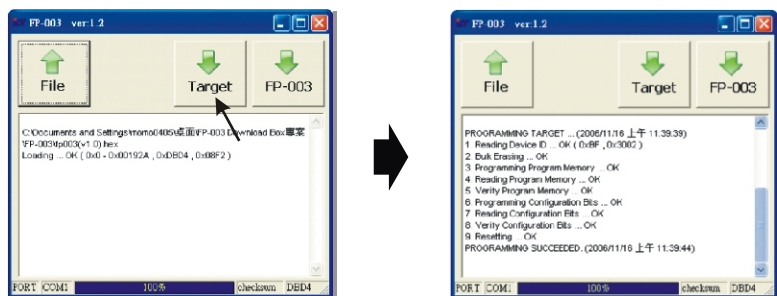 FP-003 ver:1.2
File
Target
FP-003
C:\Documents and Settings\momo0405\桌面\FP-003 Download Box專案
\FP-003\fp003(v1.0).hex
Loading ... OK ( 0x0 - 0x00192A , 0xDBD4 , 0x08F2 )
PORT COM1 100% checksum DBD4
FP-003 ver:1.2
File
Target
FP-003
PROGRAMMING TARGET ... (2006/11/16 上午 11:39:39)
1. Reading Device ID ... OK ( 0xBF , 0x3002 )
2. Bulk Erasing ... OK
3. Programming Program Memory ... OK
4. Reading Program Memory ... OK
5. Verity Program Memory ... OK
6. Programming Configuration Bits ... OK
7. Reading Configuration Bits ... OK
8. Verity Configuration Bits ... OK
9. Resetting ... OK
PROGRAMMING SUCCEEDED. (2006/11/16 上午 11:39:44)
PORT COM1 100% checksum DBD4